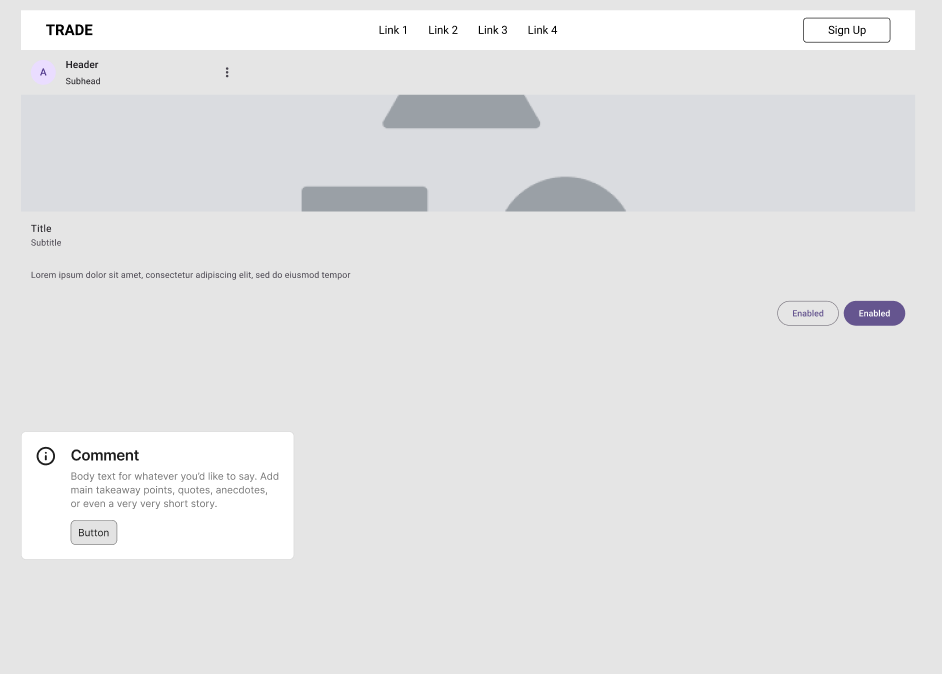 TRADE
Link 1 Link 2 Link 3 Link 4
Sign Up
A
Header
Subhead
Title
Subtitle
Lorem ipsum dolor sit amet, consectetur adipiscing elit, sed do eiusmod tempor
Enabled
Enabled
Comment
Body text for whatever you'd like to say. Add
main takeaway points, quotes, anecdotes,
or even a very very short story.
Button